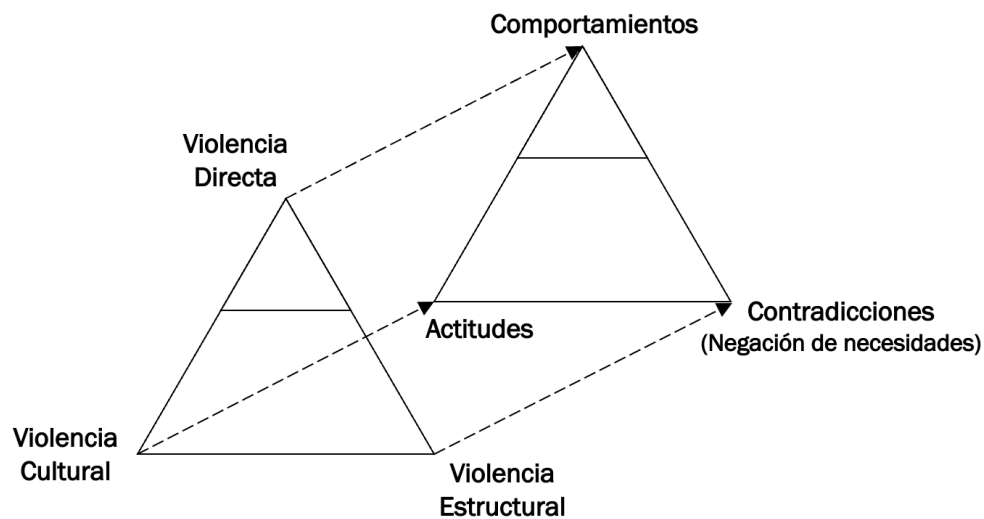 Comportamientos
Violencia
Directa
Actitudes
Contradicciones
(Negación de necesidades)
Violencia
Cultural
Violencia
Estructural